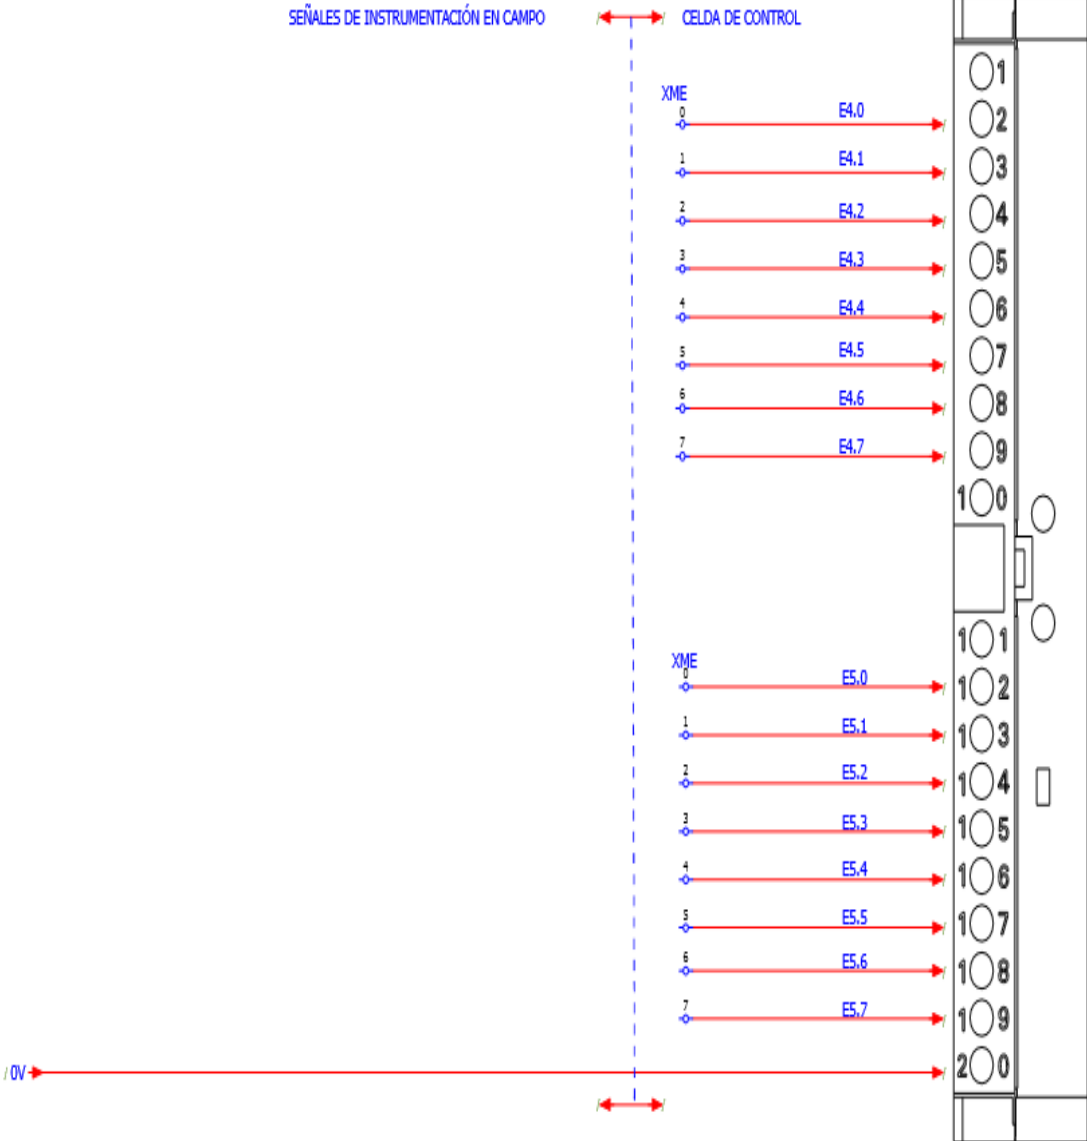 SEÑALES DE INSTRUMENTACIÓN EN CAMPO
CELDA DE CONTROL
1
XME
0 E4.0 2
1 E4.1 3
2 E4.2 4
3 E4.3 5
4 E4.4 6
5 E4.5 7
6 E4.6 8
7 E4.7 9
10
11
XME
0 E5.0 12
1 E5.1 13
2 E5.2 14
3 E5.3 15
4 E5.4 16
5 E5.5 17
6 E5.6 18
7 E5.7 19
/ 0V 20